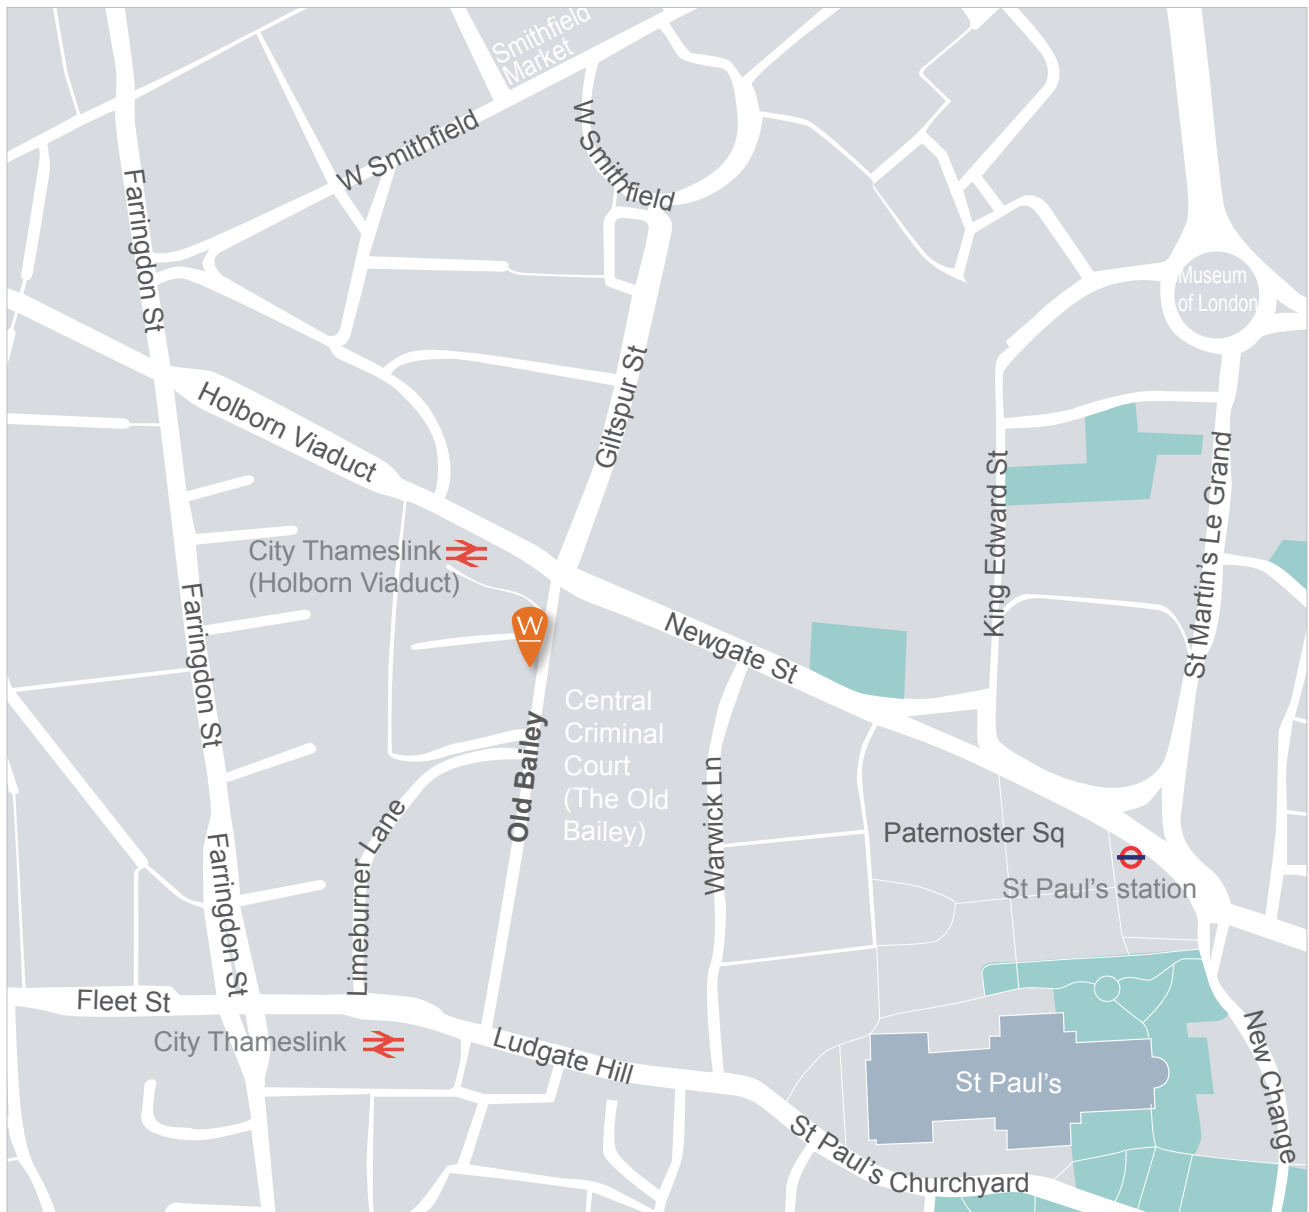 Smithfield
Market
W Smithfield
W Smithfield
Farringdon St
Museum
of London
Holborn Viaduct
Giltspur St
King Edward St
St Martin's Le Grand
City Thameslink
(Holborn Viaduct)
W
Newgate St
Farringdon St
Central
Criminal
Court
(The Old
Bailey)
Old Bailey
Warwick Ln
Limeburner Lane
Paternoster Sq
St Paul's station
Farringdon St
Fleet St
City Thameslink
Ludgate Hill
St Paul's
New Change
St Paul's Churchyard